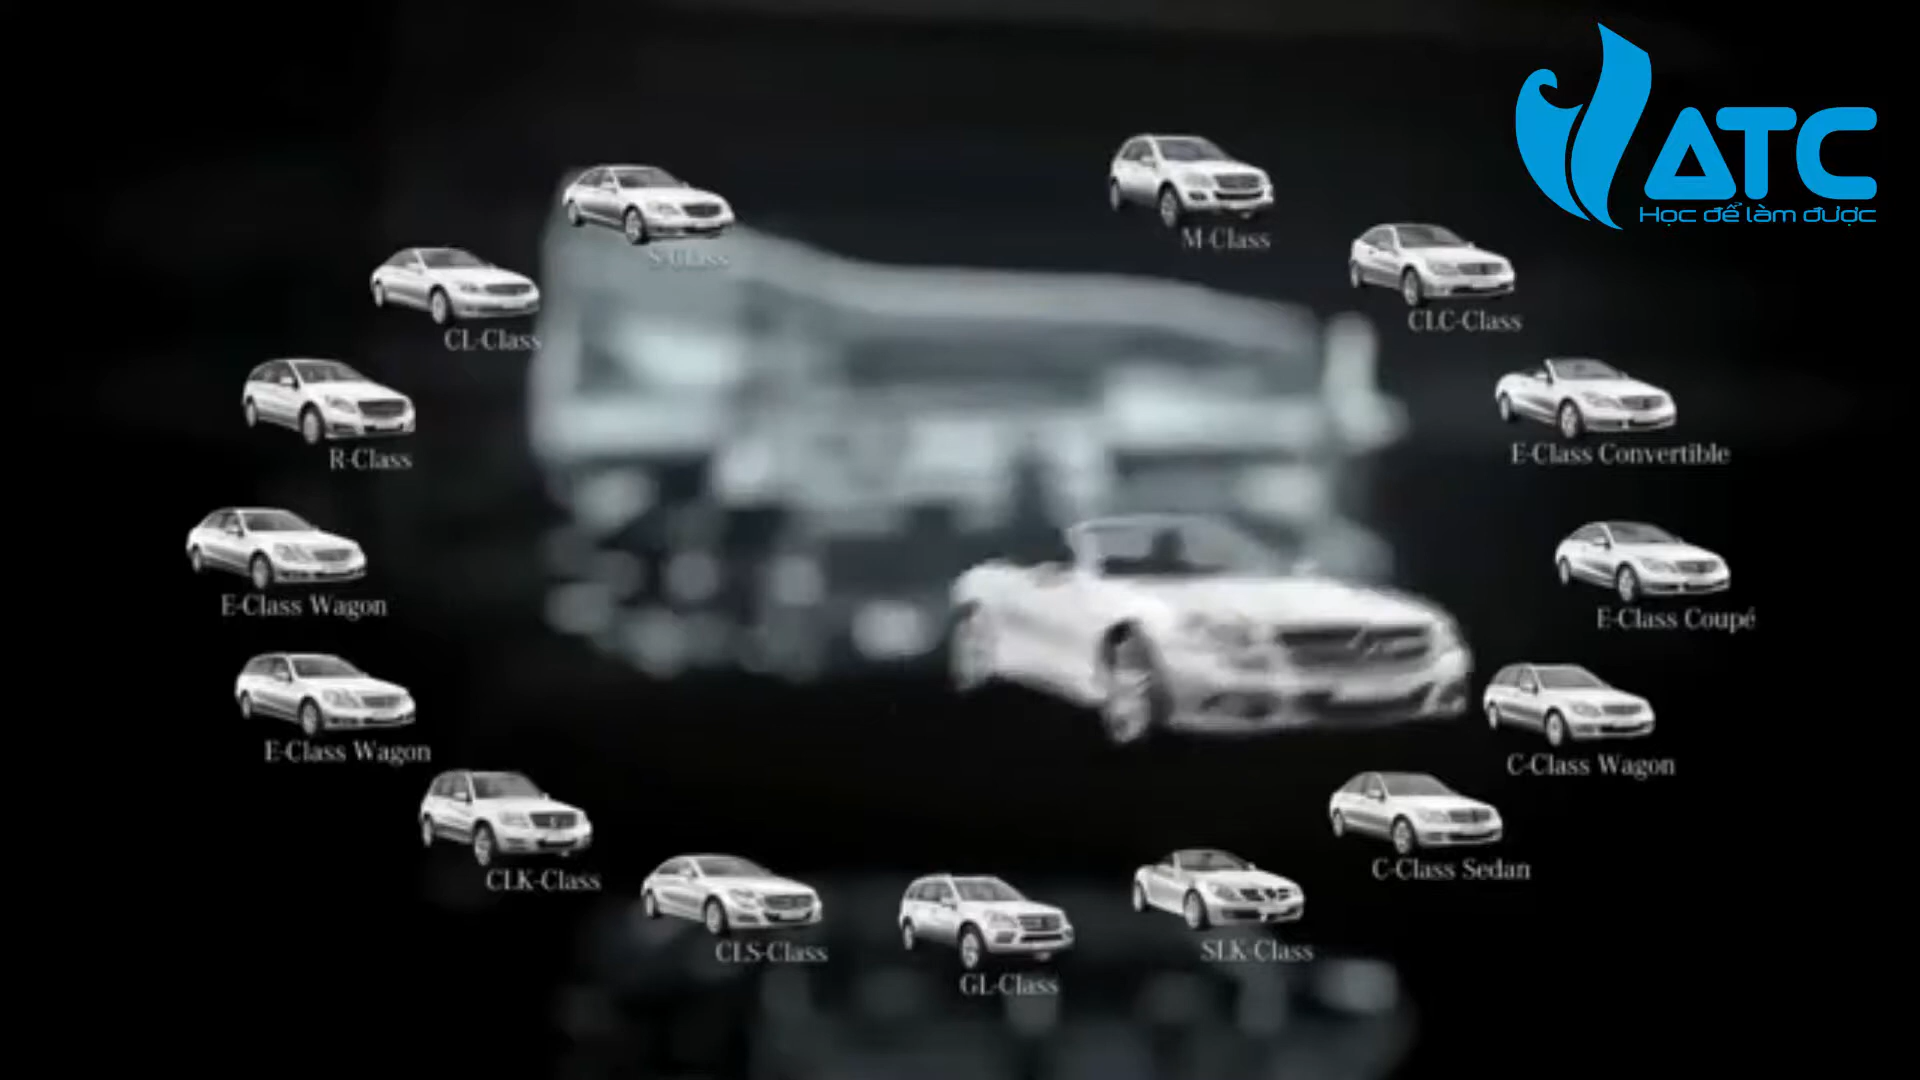 ATC
Học để làm được
M-Class
S-Class
CLC-Class
CL-Class
E-Class Convertible
R-Class
E-Class Wagon
E-Class Coupé
E-Class Wagon
C-Class Wagon
C-Class Sedan
CLK-Class
SLK-Class
CLS-Class
GL-Class